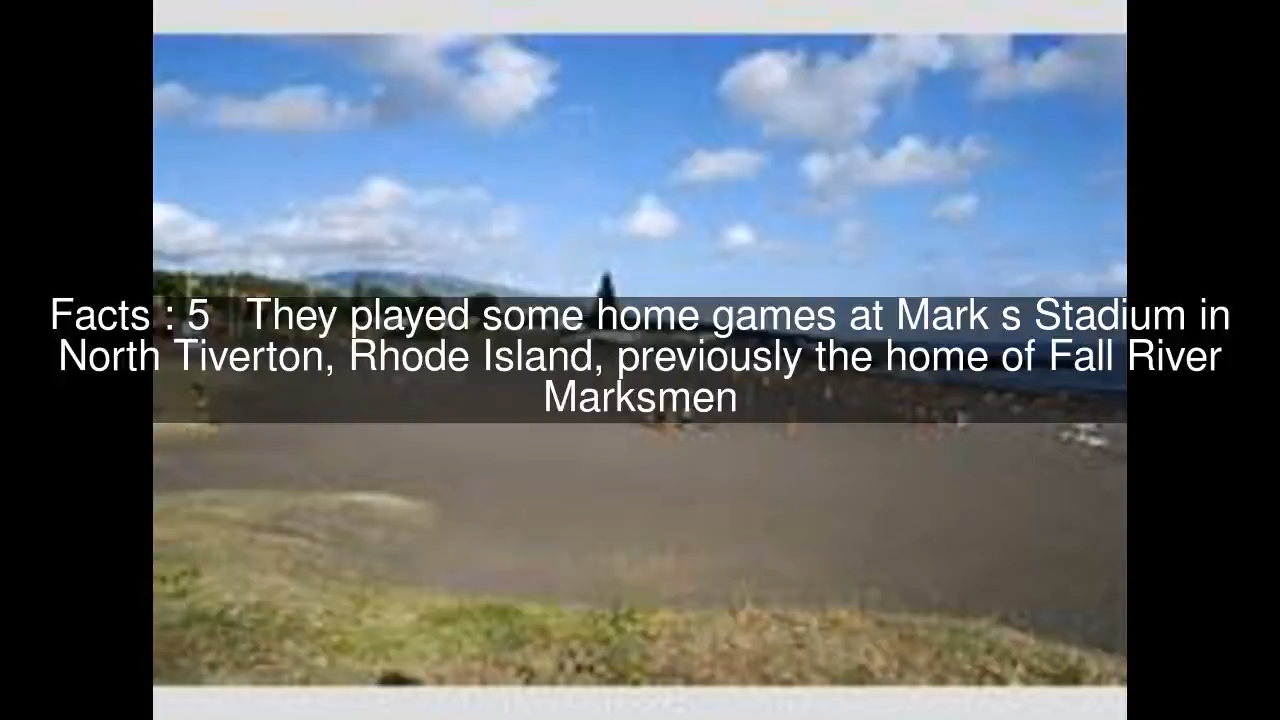 Facts : 5 They played some home games at Mark s Stadium in
North Tiverton, Rhode Island, previously the home of Fall River
Marksmen